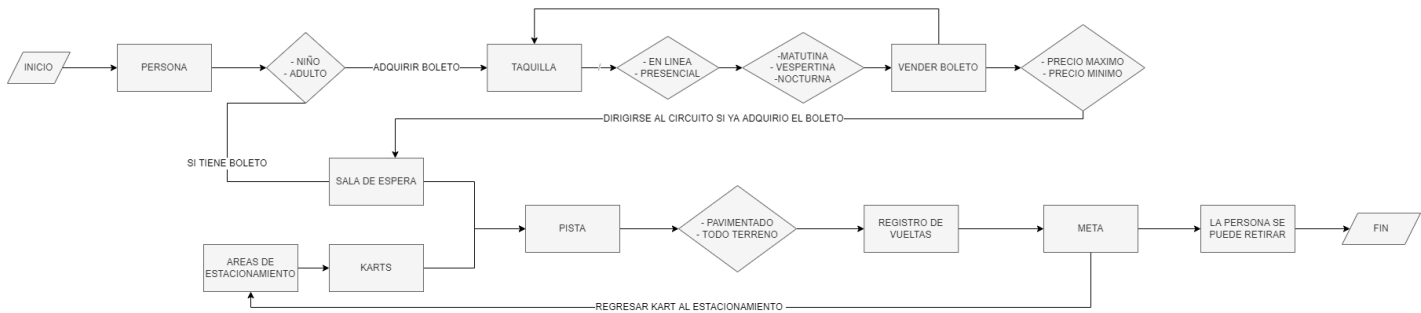 INICIO
PERSONA
- NIÑO
- ADULTO
ADQUIRIR BOLETO
TAQUILLA
- EN LINEA
- PRESENCIAL
-MATUTINA
- VESPERTINA
-NOCTURNA
VENDER BOLETO
- PRECIO MAXIMO
- PRECIO MINIMO
DIRIGIRSE AL CIRCUITO SI YA ADQUIRIO EL BOLETO
SI TIENE BOLETO
SALA DE ESPERA
AREAS DE
ESTACIONAMIENTO
KARTS
PISTA
- PAVIMENTADO
- TODO TERRENO
REGISTRO DE
VUELTAS
META
LA PERSONA SE
PUEDE RETIRAR
FIN
REGRESAR KART AL ESTACIONAMIENTO